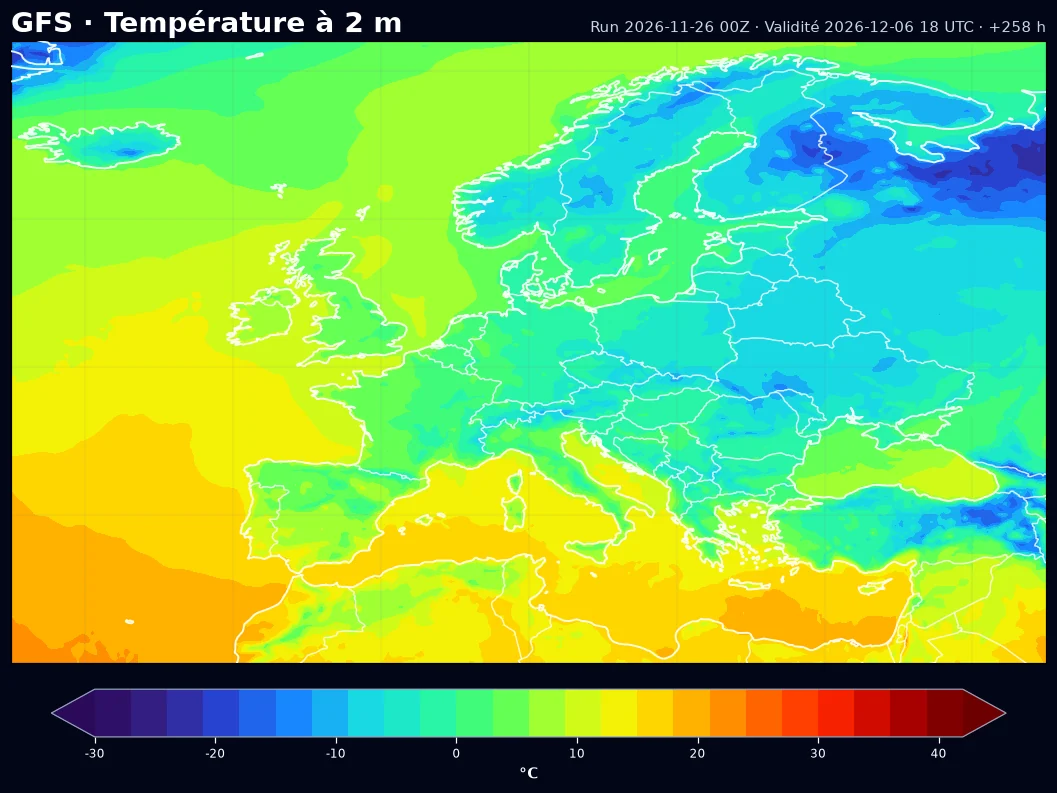 GFS · Température à 2 m
Run 2026-11-26 00Z · Validité 2026-12-06 18 UTC · +258 h
-30 -20 -10 0 10 20 30 40
°C